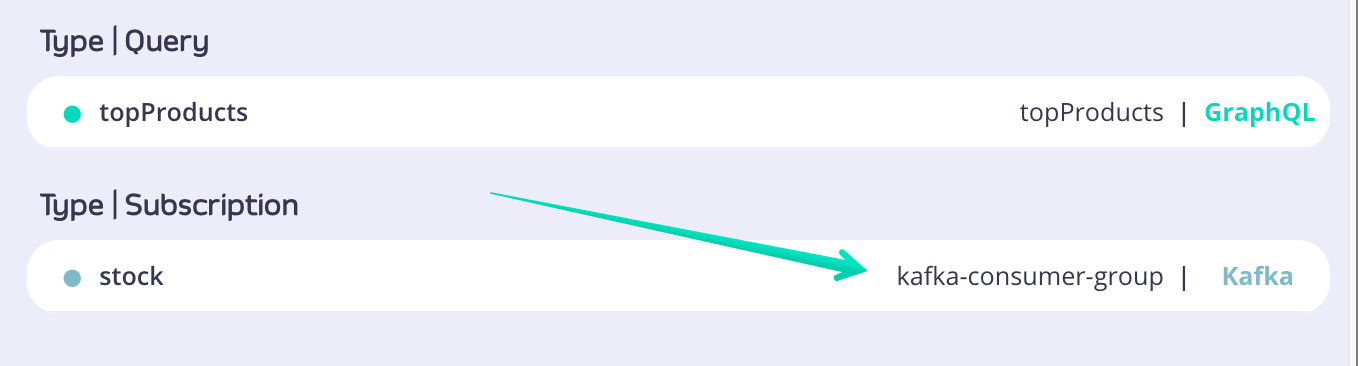 Type | Query
topProducts topProducts | GraphQL
Type | Subscription
stock kafka-consumer-group | Kafka